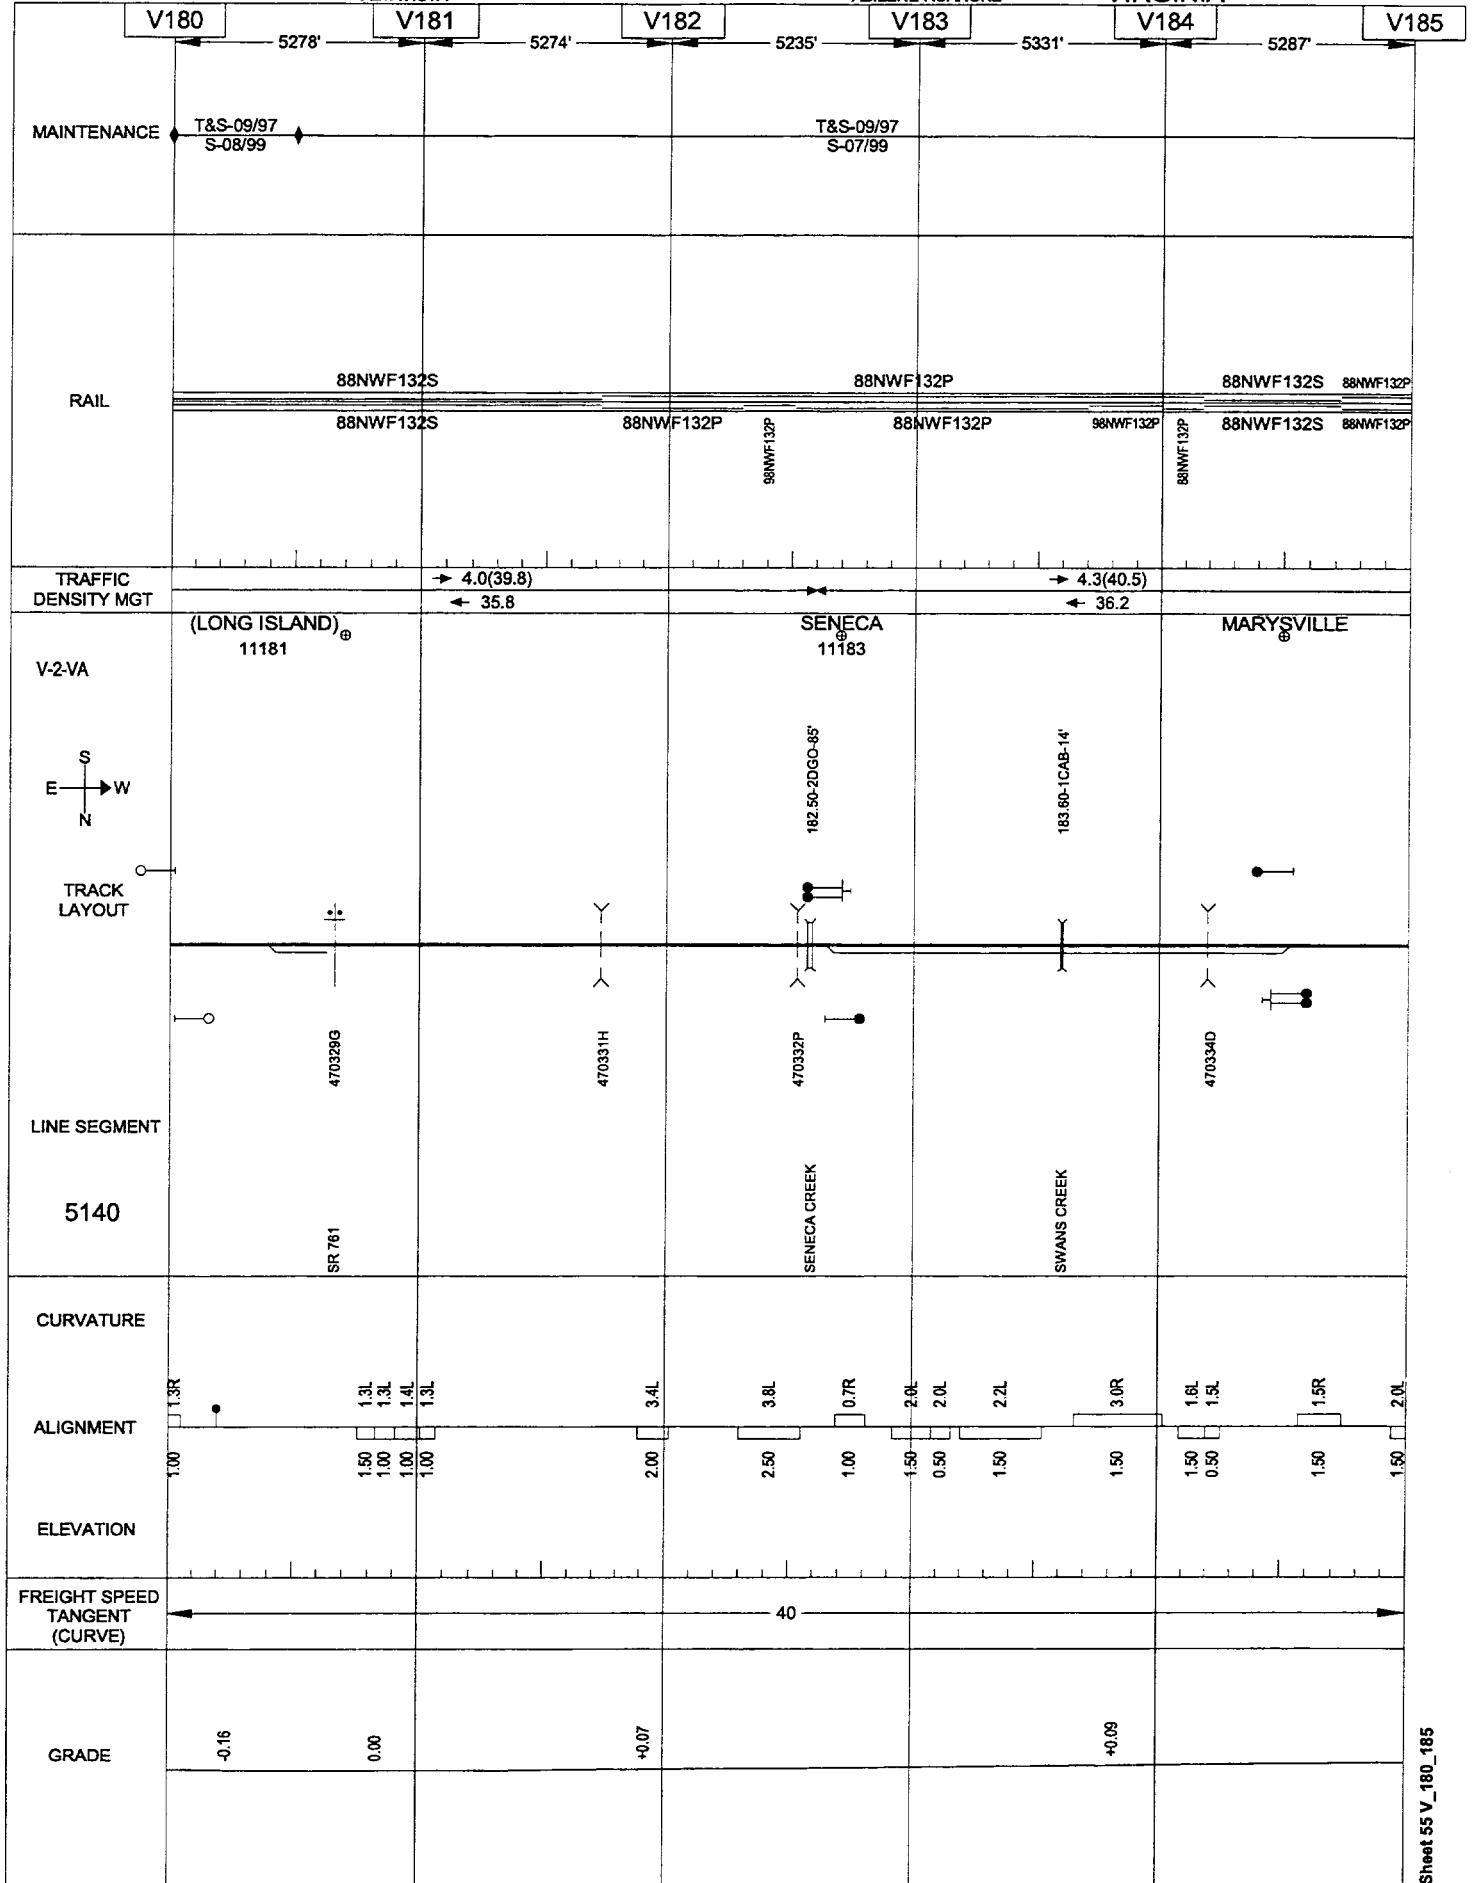 V180 V181 V182 V183 V184 V185
5278' 5274' 5235' 5331' 5287'
MAINTENANCE
T&S-09/97 T&S-09/97
S-08/99 S-07/99
88NWF132S 88NWF132P 88NWF132S 88NWF132P
RAIL
88NWF132S 88NWF132P 88NWF132P 98NWF132P 88NWF132S 88NWF132P
98NWF132P 88NWF132P
TRAFFIC
DENSITY MGT
4.0(39.8) 4.3(40.5)
35.8 36.2
(LONG ISLAND) SENECA MARYSVILLE
11181 11183
V-2-VA
182.50-2DGO-85' 183.60-1CAB-14'
S
E W
N
TRACK
LAYOUT
470329G 470331H 470332P 470334D
LINE SEGMENT
5140
SR 761 SENECA CREEK SWANS CREEK
CURVATURE
1.3R 1.3L 1.3L 1.4L 1.3L 3.4L 3.8L 0.7R 2.0L 2.0L 2.2L 3.0R 1.6L 1.5L 1.5R 2.0L
ALIGNMENT
1.00 1.50 1.00 1.00 1.00 2.00 2.50 1.00 1.50 0.50 1.50 1.50 1.50 0.50 1.50 1.50
ELEVATION
FREIGHT SPEED
TANGENT
(CURVE)
40
GRADE
-0.16 0.00 +0.07 +0.09
Sheet 55 V_180_185